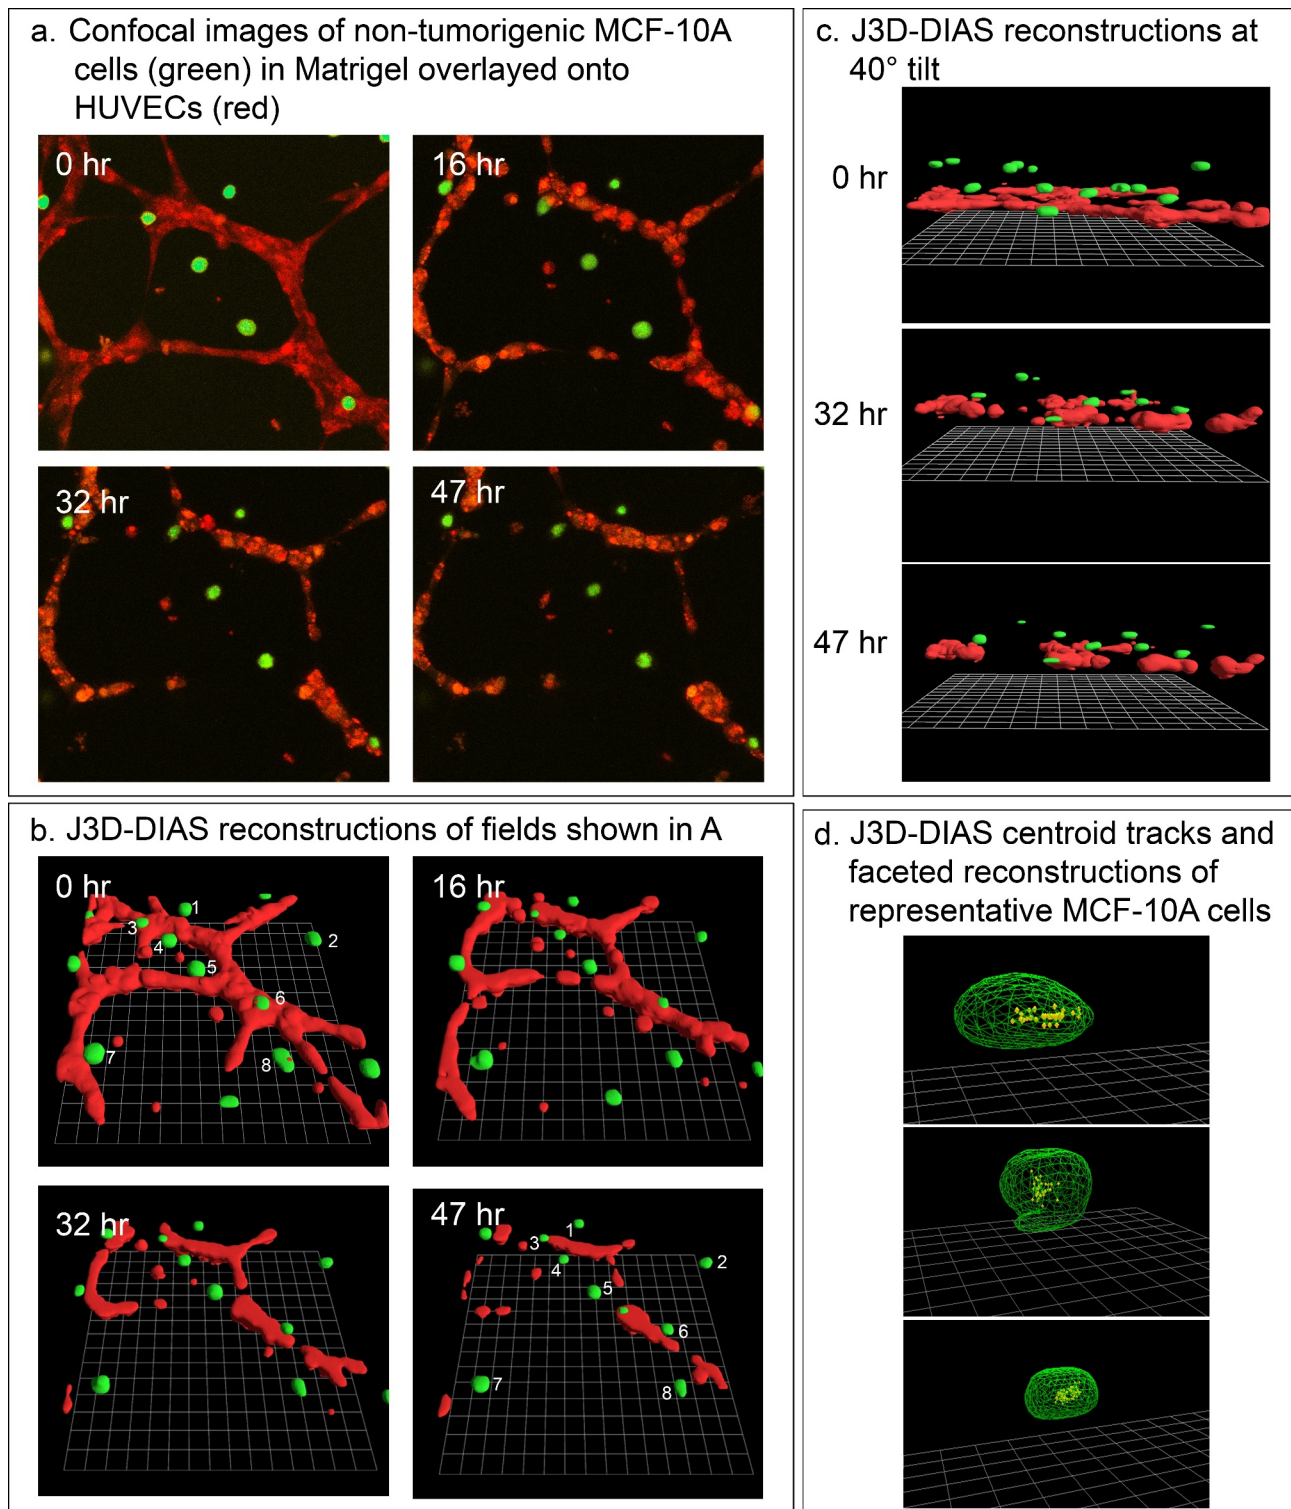 a. Confocal images of non-tumorigenic MCF-10A
cells (green) in Matrigel overlayed onto
HUVECs (red)
0 hr
16 hr
32 hr
47 hr
b. J3D-DIAS reconstructions of fields shown in A
0 hr
1
2
3
4
5
6
7
8
16 hr
32 hr
47 hr
1
2
3
4
5
6
7
8
c. J3D-DIAS reconstructions at
40° tilt
0 hr
32 hr
47 hr
d. J3D-DIAS centroid tracks and
faceted reconstructions of
representative MCF-10A cells